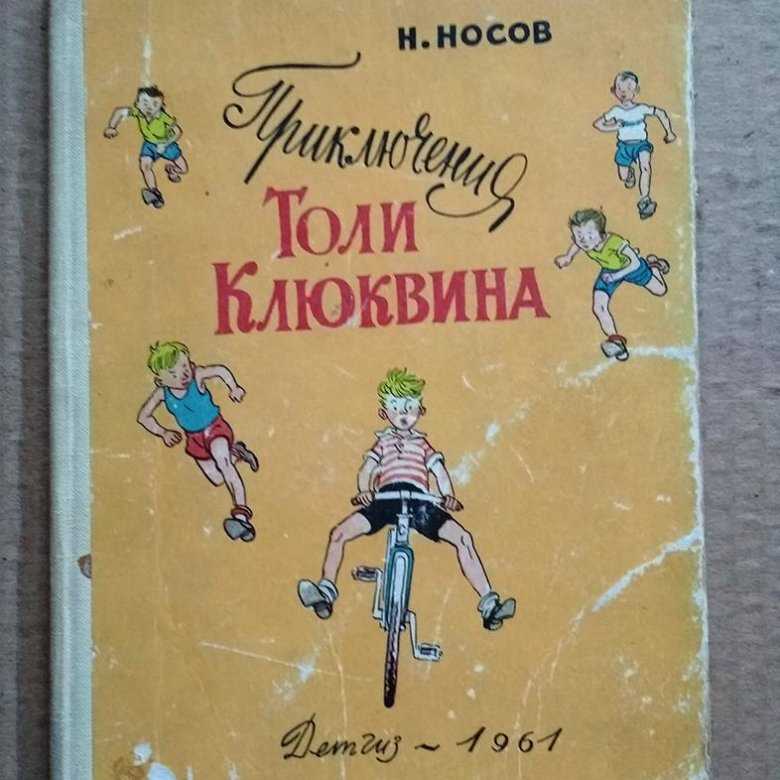 Н. НОСОВ
Приключения
ТОЛИ
КЛЮКВИНА
Детгиз ~ 1961